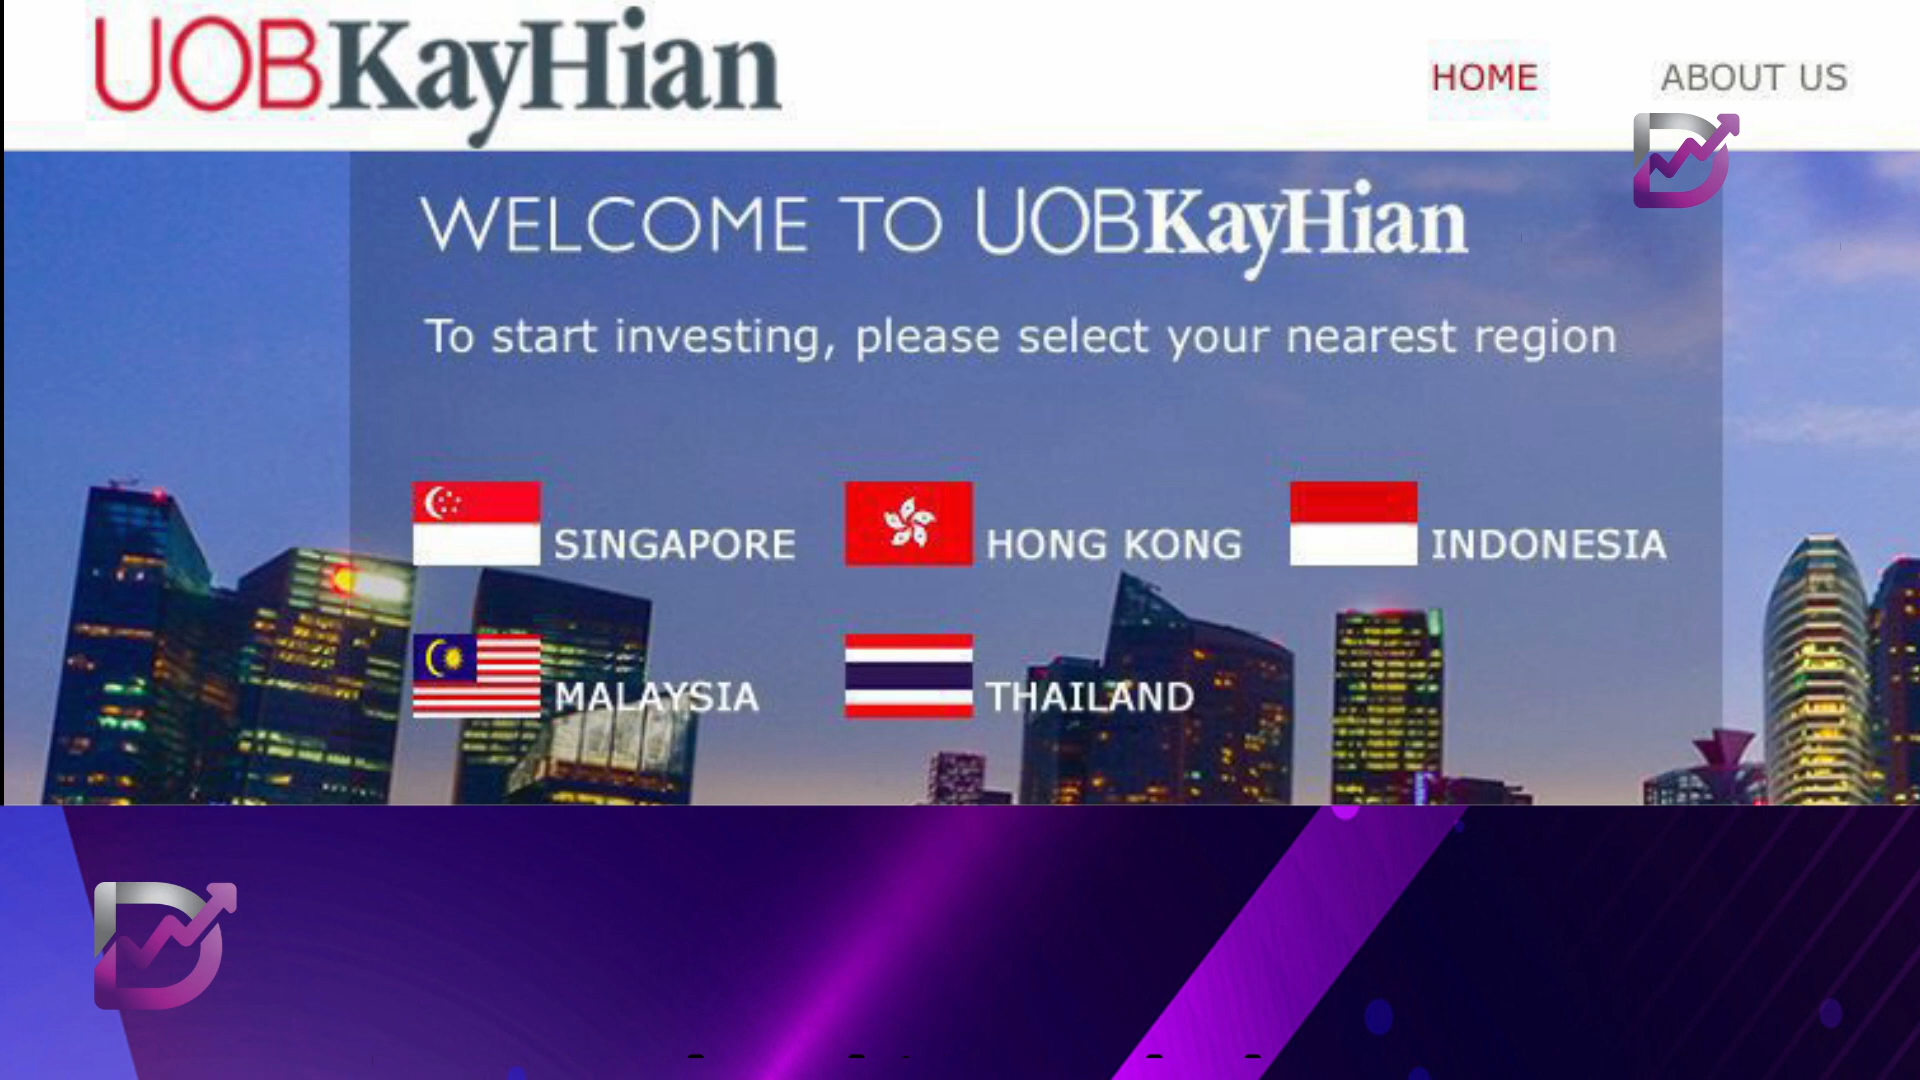 UOBKayHian
HOME
ABOUT US
WELCOME TO UOBKayHian
To start investing, please select your nearest region
SINGAPORE
HONG KONG
INDONESIA
MALAYSIA
THAILAND